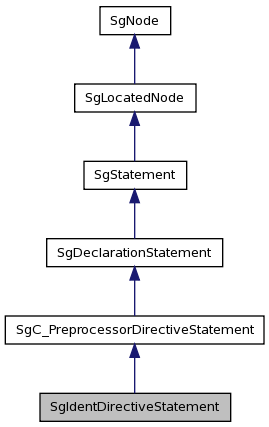 SgNode
SgLocatedNode
SgStatement
SgDeclarationStatement
SgC_PreprocessorDirectiveStatement
SgIdentDirectiveStatement